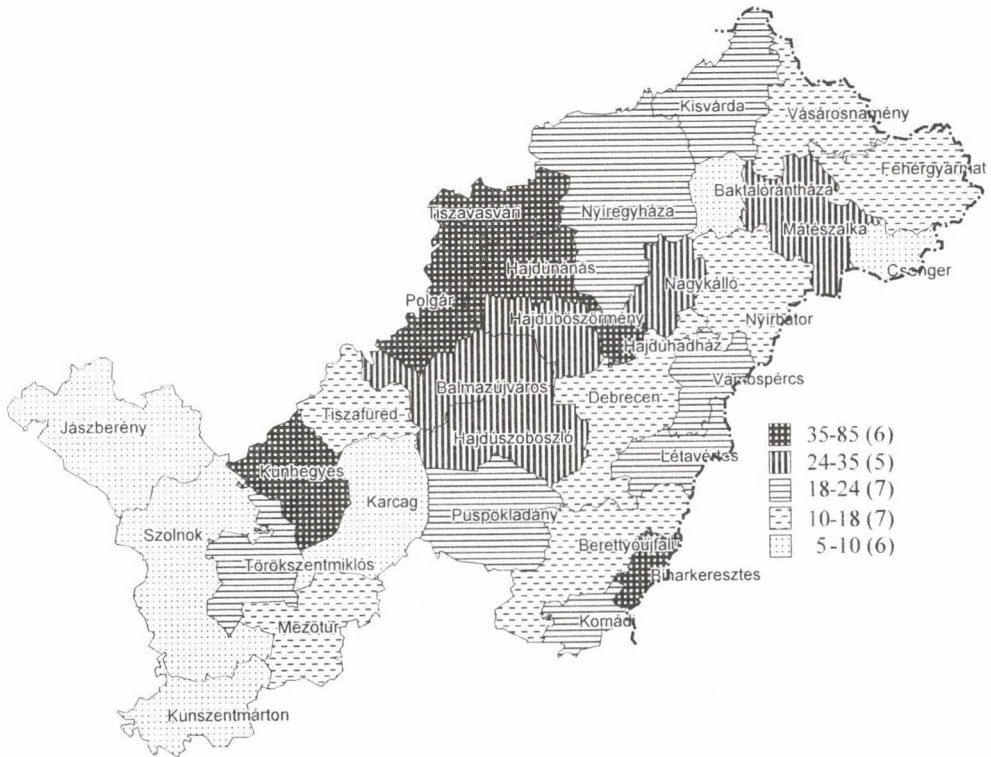 Kisvárda
Vásárosnamény
Fehérgyarmat
Baktalórántháza
Tiszavasvári
Nyíregyháza
Mátészalka
Csenger
Hajdúnánás
Nagykálló
Polgár
Hajdúböszörmény
Nyírbátor
Hajdúhadház
Vámospércs
Balmazújváros
Debrecen
Tiszafüred
Jászberény
Hajdúszoboszló
Létavértes
Kunhegyes
Karcag
Püspökladány
Szolnok
Berettyóújfalu
Törökszentmiklós
Biharkeresztes
Komádi
Mezőtúr
Kunszentmárton
35-85 (6)
24-35 (5)
18-24 (7)
10-18 (7)
5-10 (6)